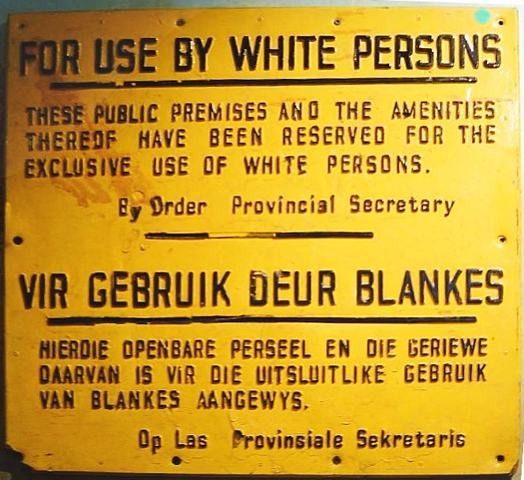 FOR USE BY WHITE PERSONS
THESE PUBLIC PREMISES AND THE AMENITIES
THEREOF HAVE BEEN RESERVED FOR THE
EXCLUSIVE USE OF WHITE PERSONS.
By Order Provincial Secretary
VIR GEBRUIK DEUR BLANKES
HIERDIE OPENBARE PERSEEL EN DIE GERIEWE
DAARVAN IS VIR DIE UITSLUITLIKE GEBRUIK
VAN BLANKES AANGEWYS.
Op Las Provinsiale Sekretaris